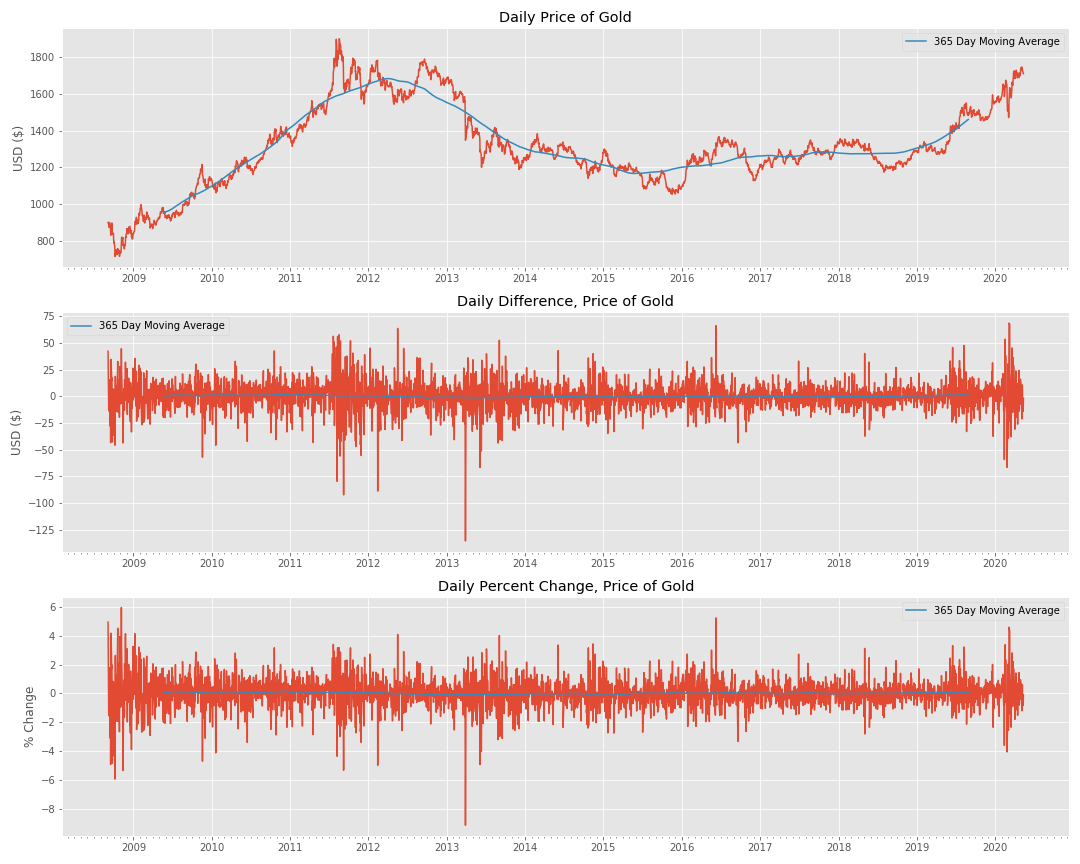 Daily Price of Gold
365 Day Moving Average
USD ($)
1800
1600
1400
1200
1000
800
2009 2010 2011 2012 2013 2014 2015 2016 2017 2018 2019 2020
Daily Difference, Price of Gold
365 Day Moving Average
USD ($)
75
50
25
0
−25
−50
−75
−100
−125
2009 2010 2011 2012 2013 2014 2015 2016 2017 2018 2019 2020
Daily Percent Change, Price of Gold
365 Day Moving Average
% Change
6
4
2
0
−2
−4
−6
−8
2009 2010 2011 2012 2013 2014 2015 2016 2017 2018 2019 2020